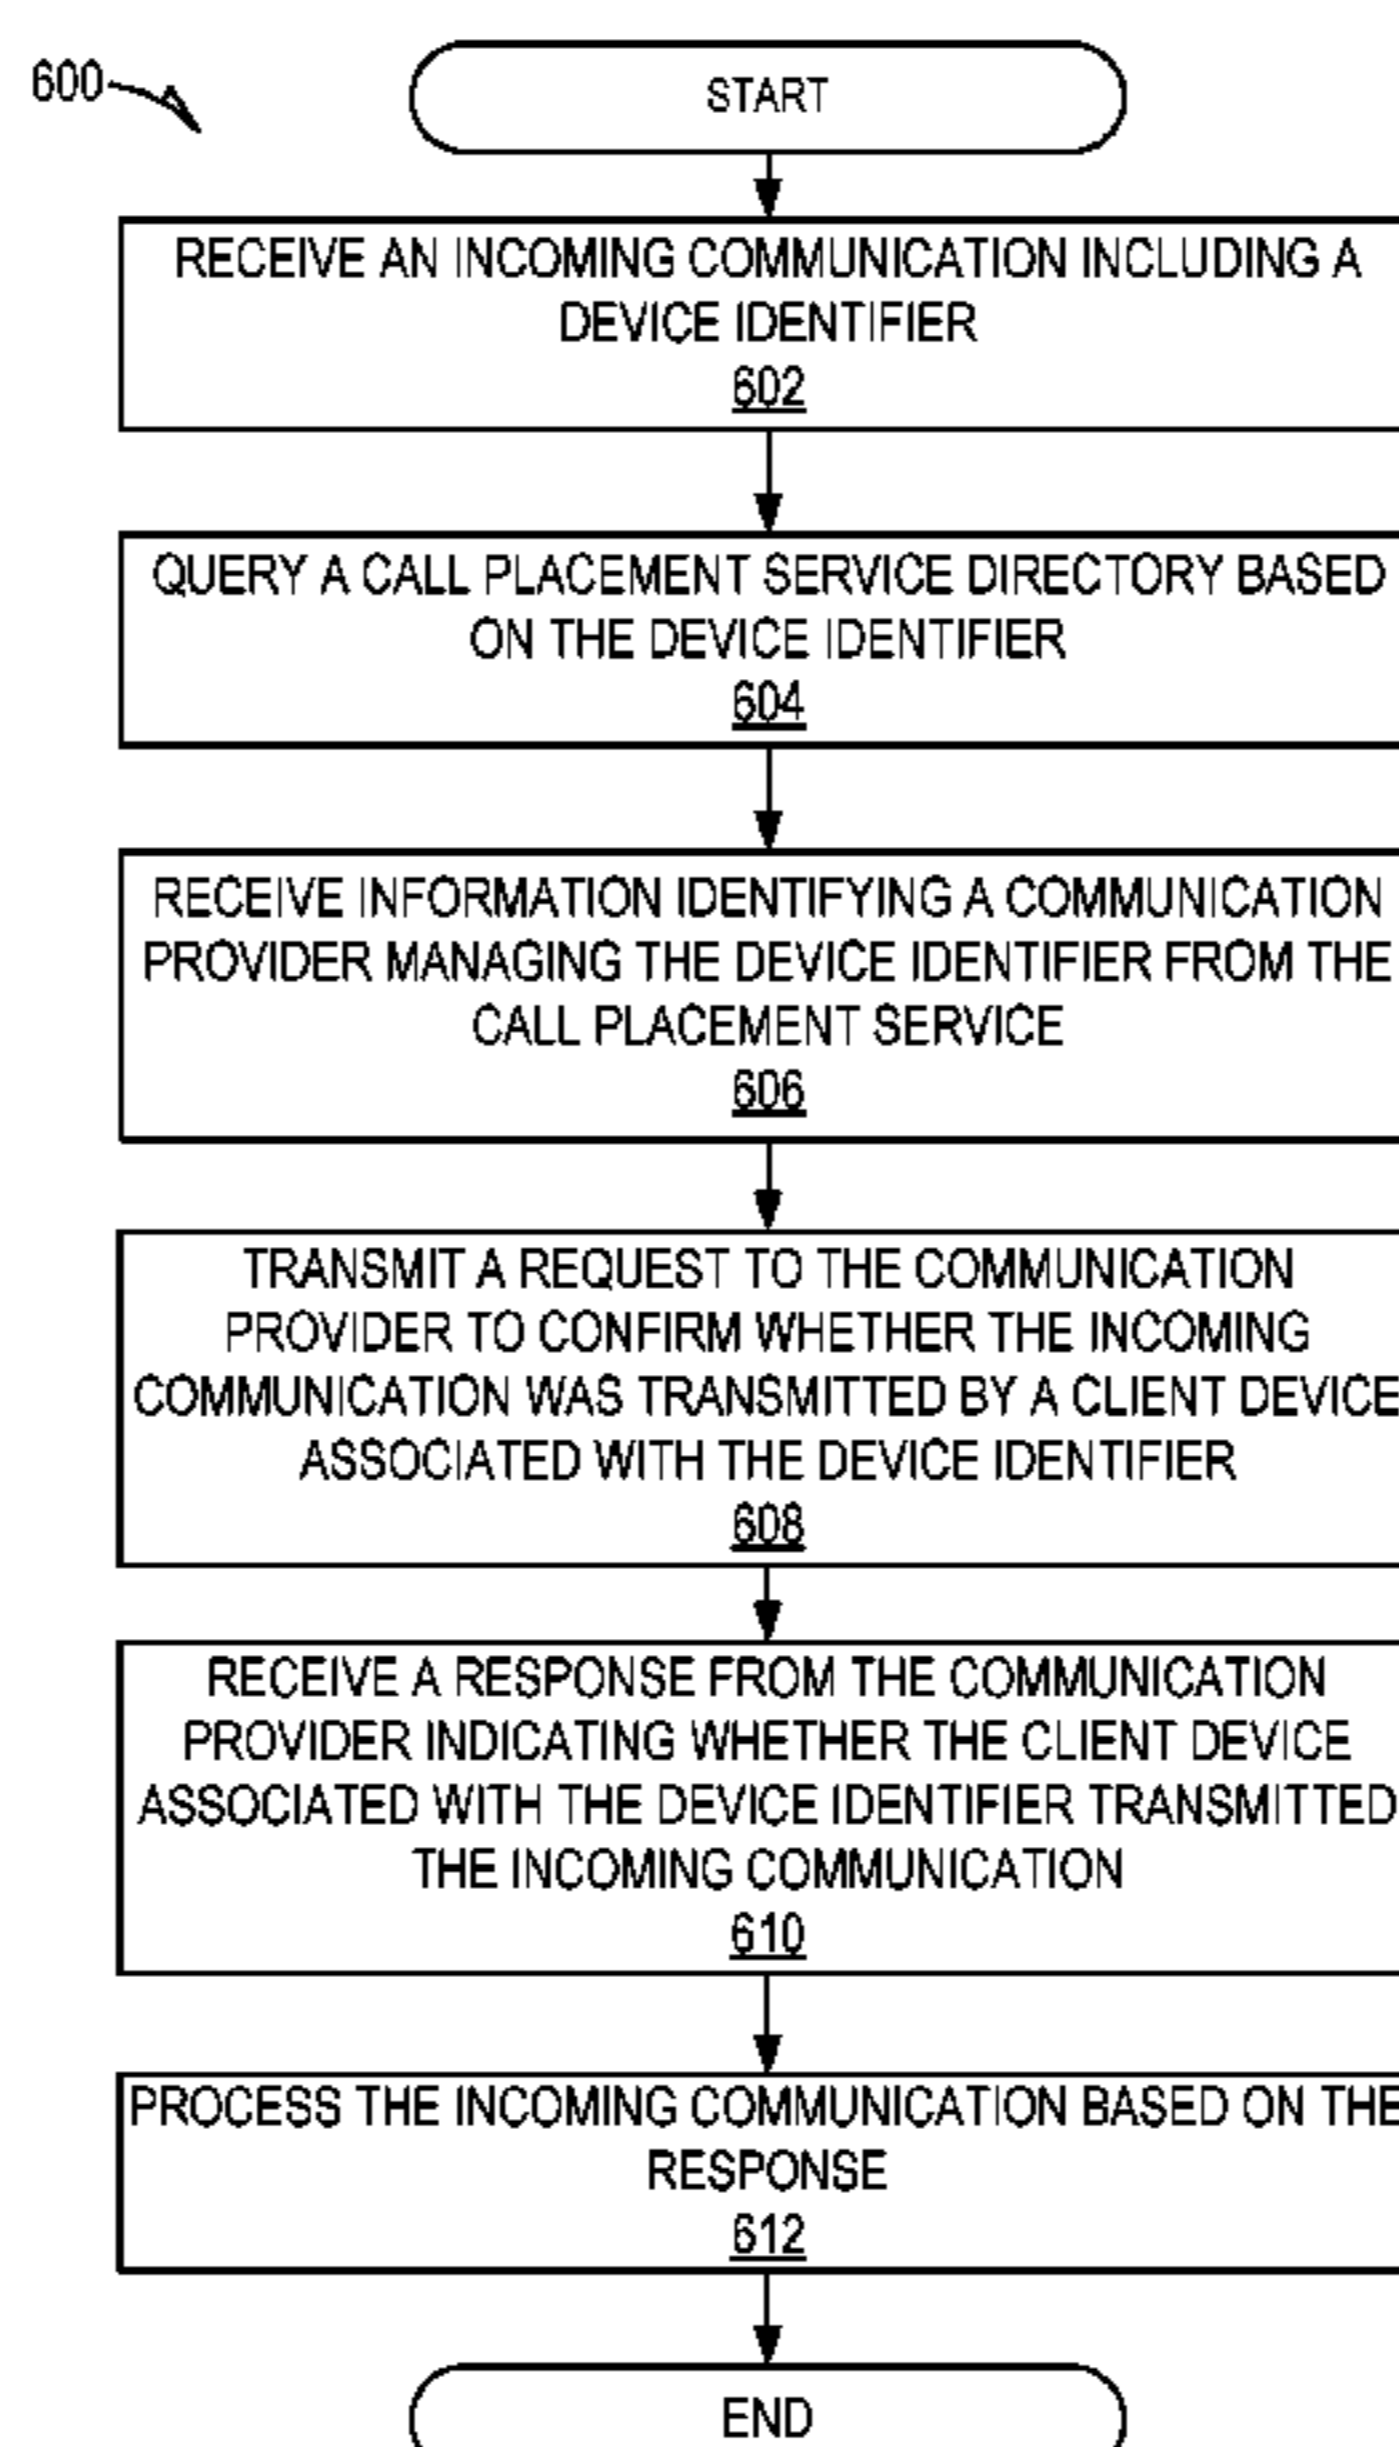 600
START
RECEIVE AN INCOMING COMMUNICATION INCLUDING A
DEVICE IDENTIFIER
602
QUERY A CALL PLACEMENT SERVICE DIRECTORY BASED
ON THE DEVICE IDENTIFIER
604
RECEIVE INFORMATION IDENTIFYING A COMMUNICATION
PROVIDER MANAGING THE DEVICE IDENTIFIER FROM THE
CALL PLACEMENT SERVICE
606
TRANSMIT A REQUEST TO THE COMMUNICATION
PROVIDER TO CONFIRM WHETHER THE INCOMING
COMMUNICATION WAS TRANSMITTED BY A CLIENT DEVICE
ASSOCIATED WITH THE DEVICE IDENTIFIER
608
RECEIVE A RESPONSE FROM THE COMMUNICATION
PROVIDER INDICATING WHETHER THE CLIENT DEVICE
ASSOCIATED WITH THE DEVICE IDENTIFIER TRANSMITTED
THE INCOMING COMMUNICATION
610
PROCESS THE INCOMING COMMUNICATION BASED ON THE
RESPONSE
612
END